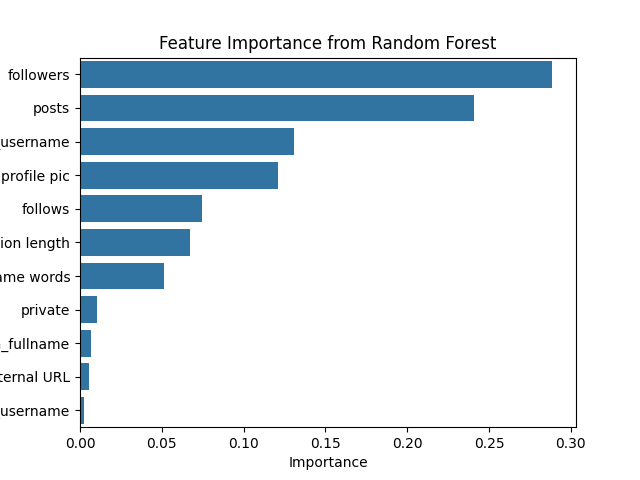 Feature Importance from Random Forest
followers
posts
_username
profile pic
follows
ion length
ame words
private
_fullname
ternal URL
username
0.00 0.05 0.10 0.15 0.20 0.25 0.30
Importance